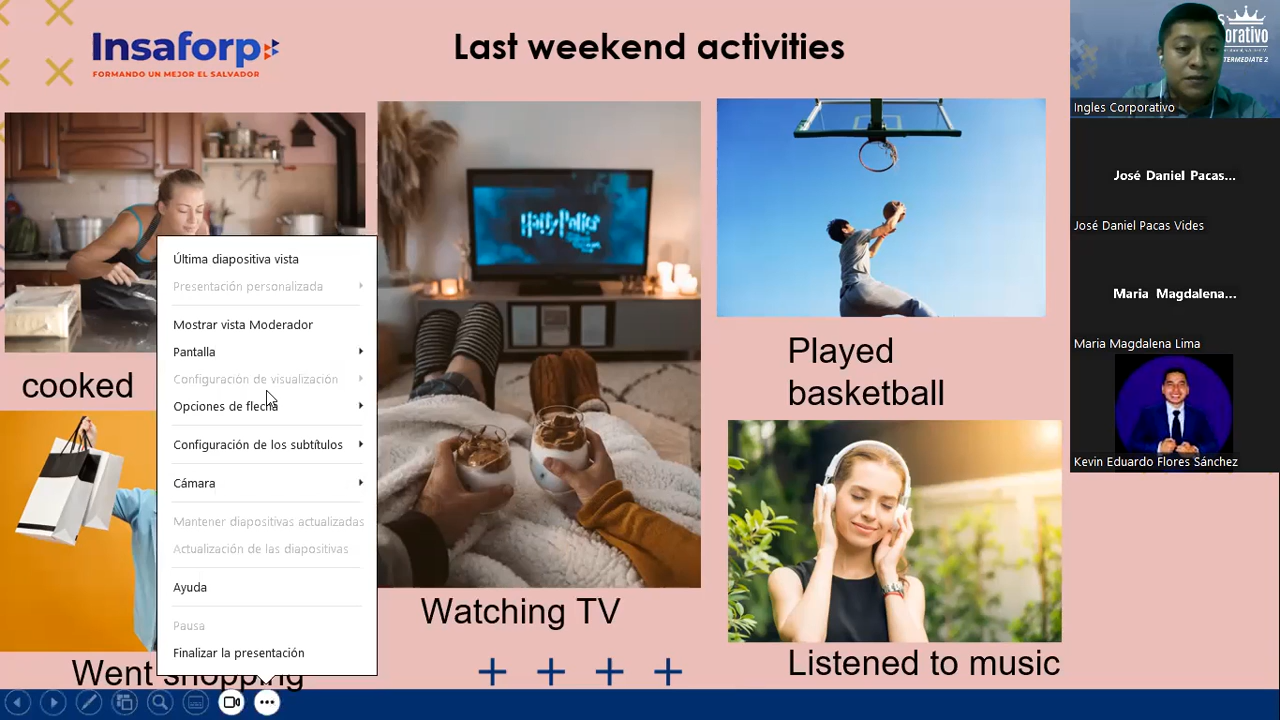 Insaforp
FORMANDO UN MEJOR EL SALVADOR
Last weekend activities
cooked
Went shopping
Harry Potter
Watching TV
Played
basketball
Listened to music
Última diapositiva vista
Presentación personalizada
Mostrar vista Moderador
Pantalla
Configuración de visualización
Opciones de flecha
Configuración de los subtítulos
Cámara
Mantener diapositivas actualizadas
Actualización de las diapositivas
Ayuda
Pausa
Finalizar la presentación
Ingles Corporativo
José Daniel Pacas...
José Daniel Pacas Vides
Maria Magdalena...
Maria Magdalena Lima
Kevin Eduardo Flores Sánchez